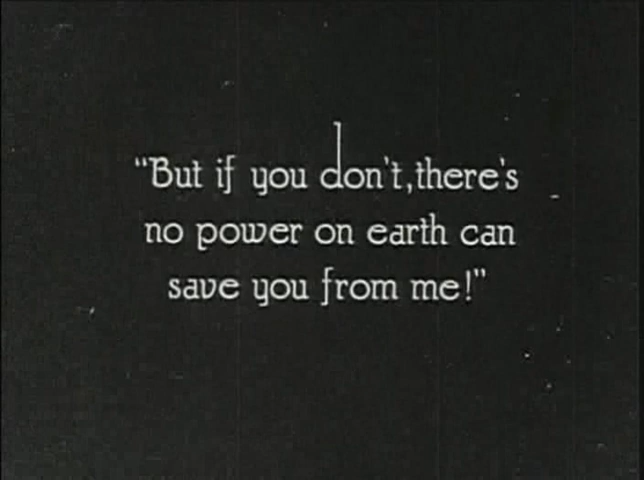 "But if you don't, there's
no power on earth can
save you from me!"